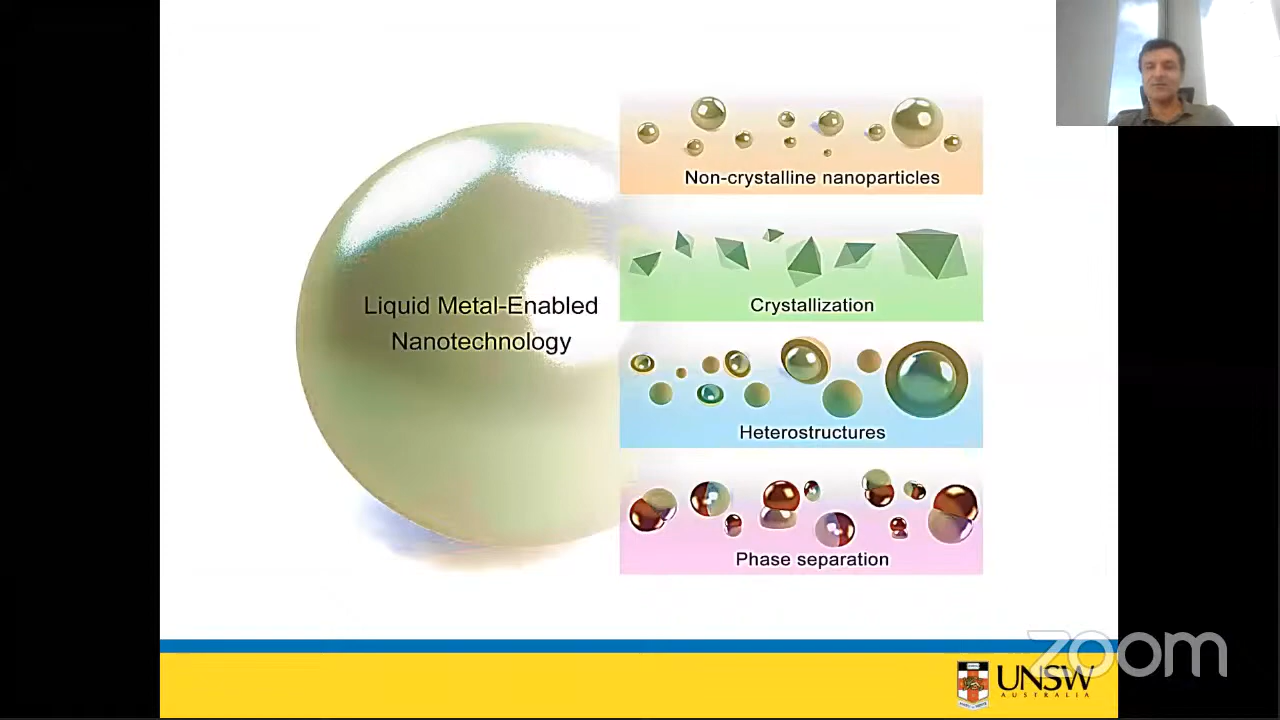 Liquid Metal-Enabled
Nanotechnology
Non-crystalline nanoparticles
Crystallization
Heterostructures
Phase separation
UNSW
AUSTRALIA
zoom